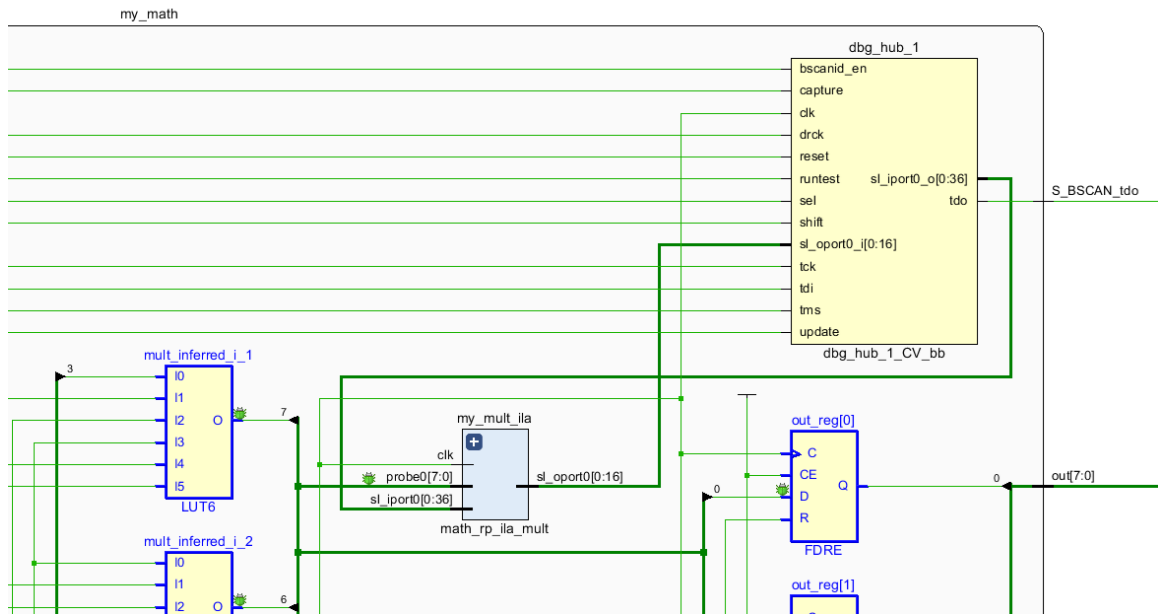 my_math
dbg_hub_1
bscanid_en
capture
clk
drck
reset
runtest
sl_iport0_o[0:36]
sel
tdo
S_BSCAN_tdo
shift
sl_oport0_i[0:16]
tck
tdi
tms
update
dbg_hub_1_CV_bb
mult_inferred_i_1
3
I0
I1
I2
O
7
I3
I4
I5
LUT6
my_mult_ila
clk
probe0[7:0]
sl_oport0[0:16]
sl_iport0[0:36]
math_rp_ila_mult
out_reg[0]
C
CE
Q
0
out[7:0]
0
D
R
FDRE
mult_inferred_i_2
I0
I1
I2
O
6
out_reg[1]